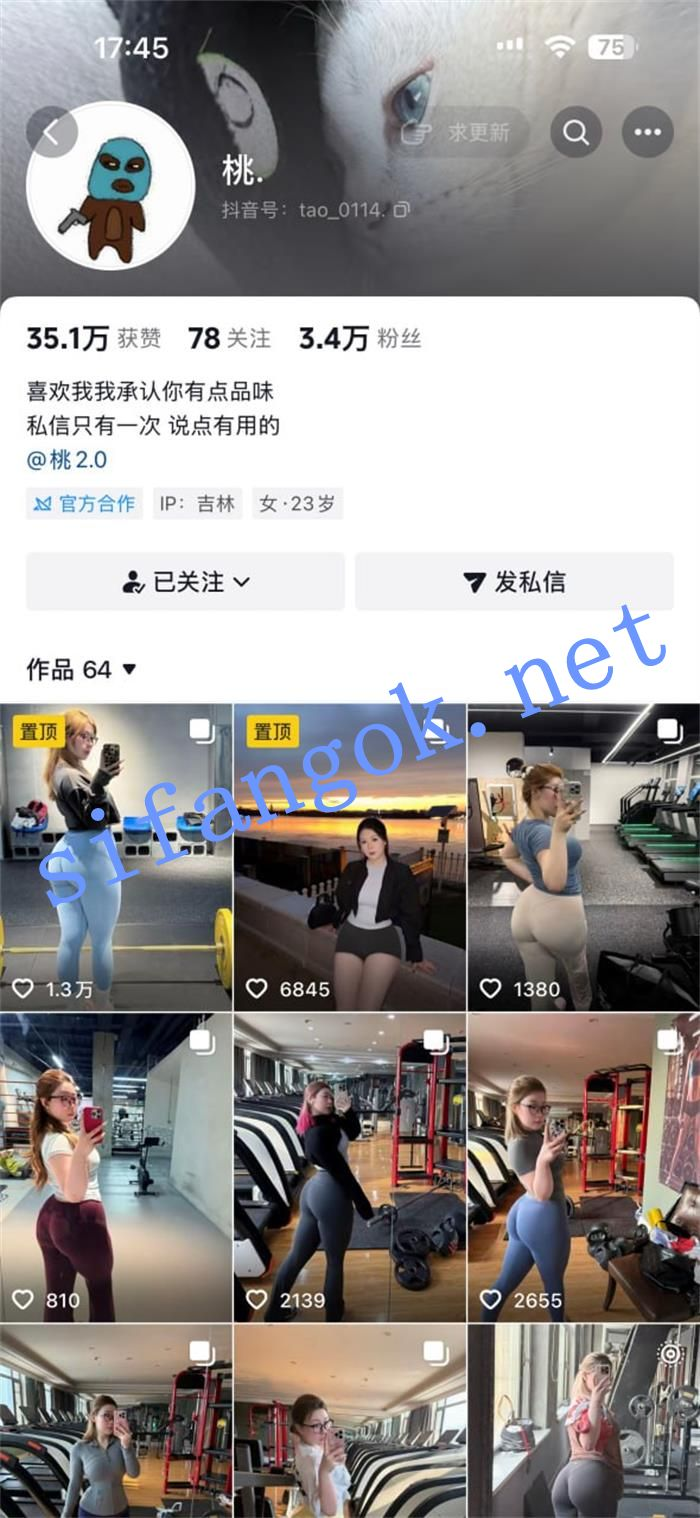 17:45
75
求更新
桃.
抖音号：tao_0114.
35.1万 获赞 78 关注 3.4万 粉丝
喜欢我我承认你有点品味
私信只有一次 说点有用的
@桃2.0
官方合作 IP：吉林 女·23岁
已关注 发私信
作品 64
置顶 置顶
sifangok.net
1.3万 6845 1380
810 2139 2655